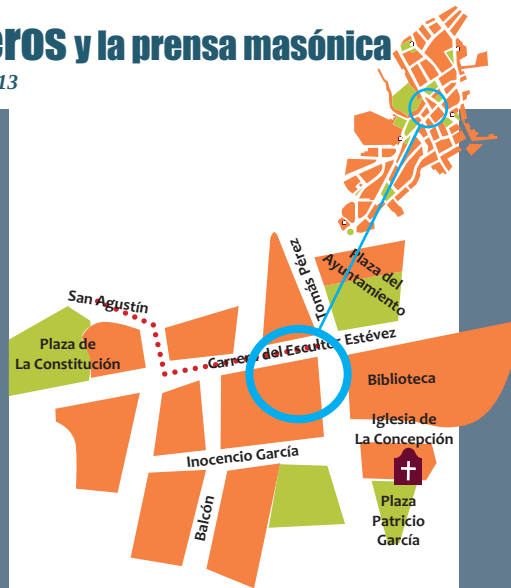 eros y la prensa masónica
13
Tomás Pérez
Plaza del
Ayuntamiento
San Agustín
Carrera del Escultor Estévez
Plaza de
La Constitución
Biblioteca
Iglesia de
La Concepción
Inocencio García
Balcón
Plaza
Patricio
García